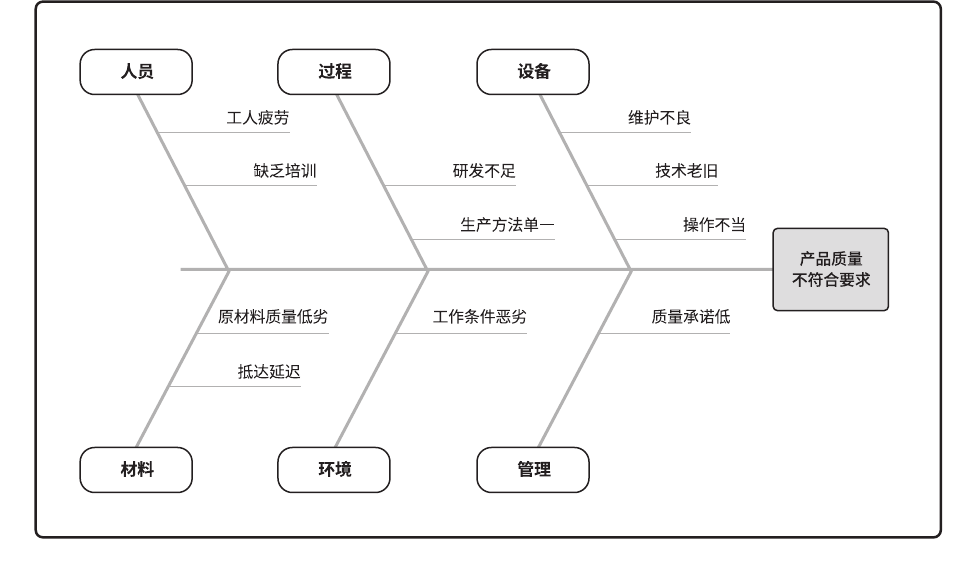 人员
过程
设备
工人疲劳
维护不良
缺乏培训
研发不足
技术老旧
生产方法单一
操作不当
产品质量
不符合要求
原材料质量低劣
工作条件恶劣
质量承诺低
抵达延迟
材料
环境
管理